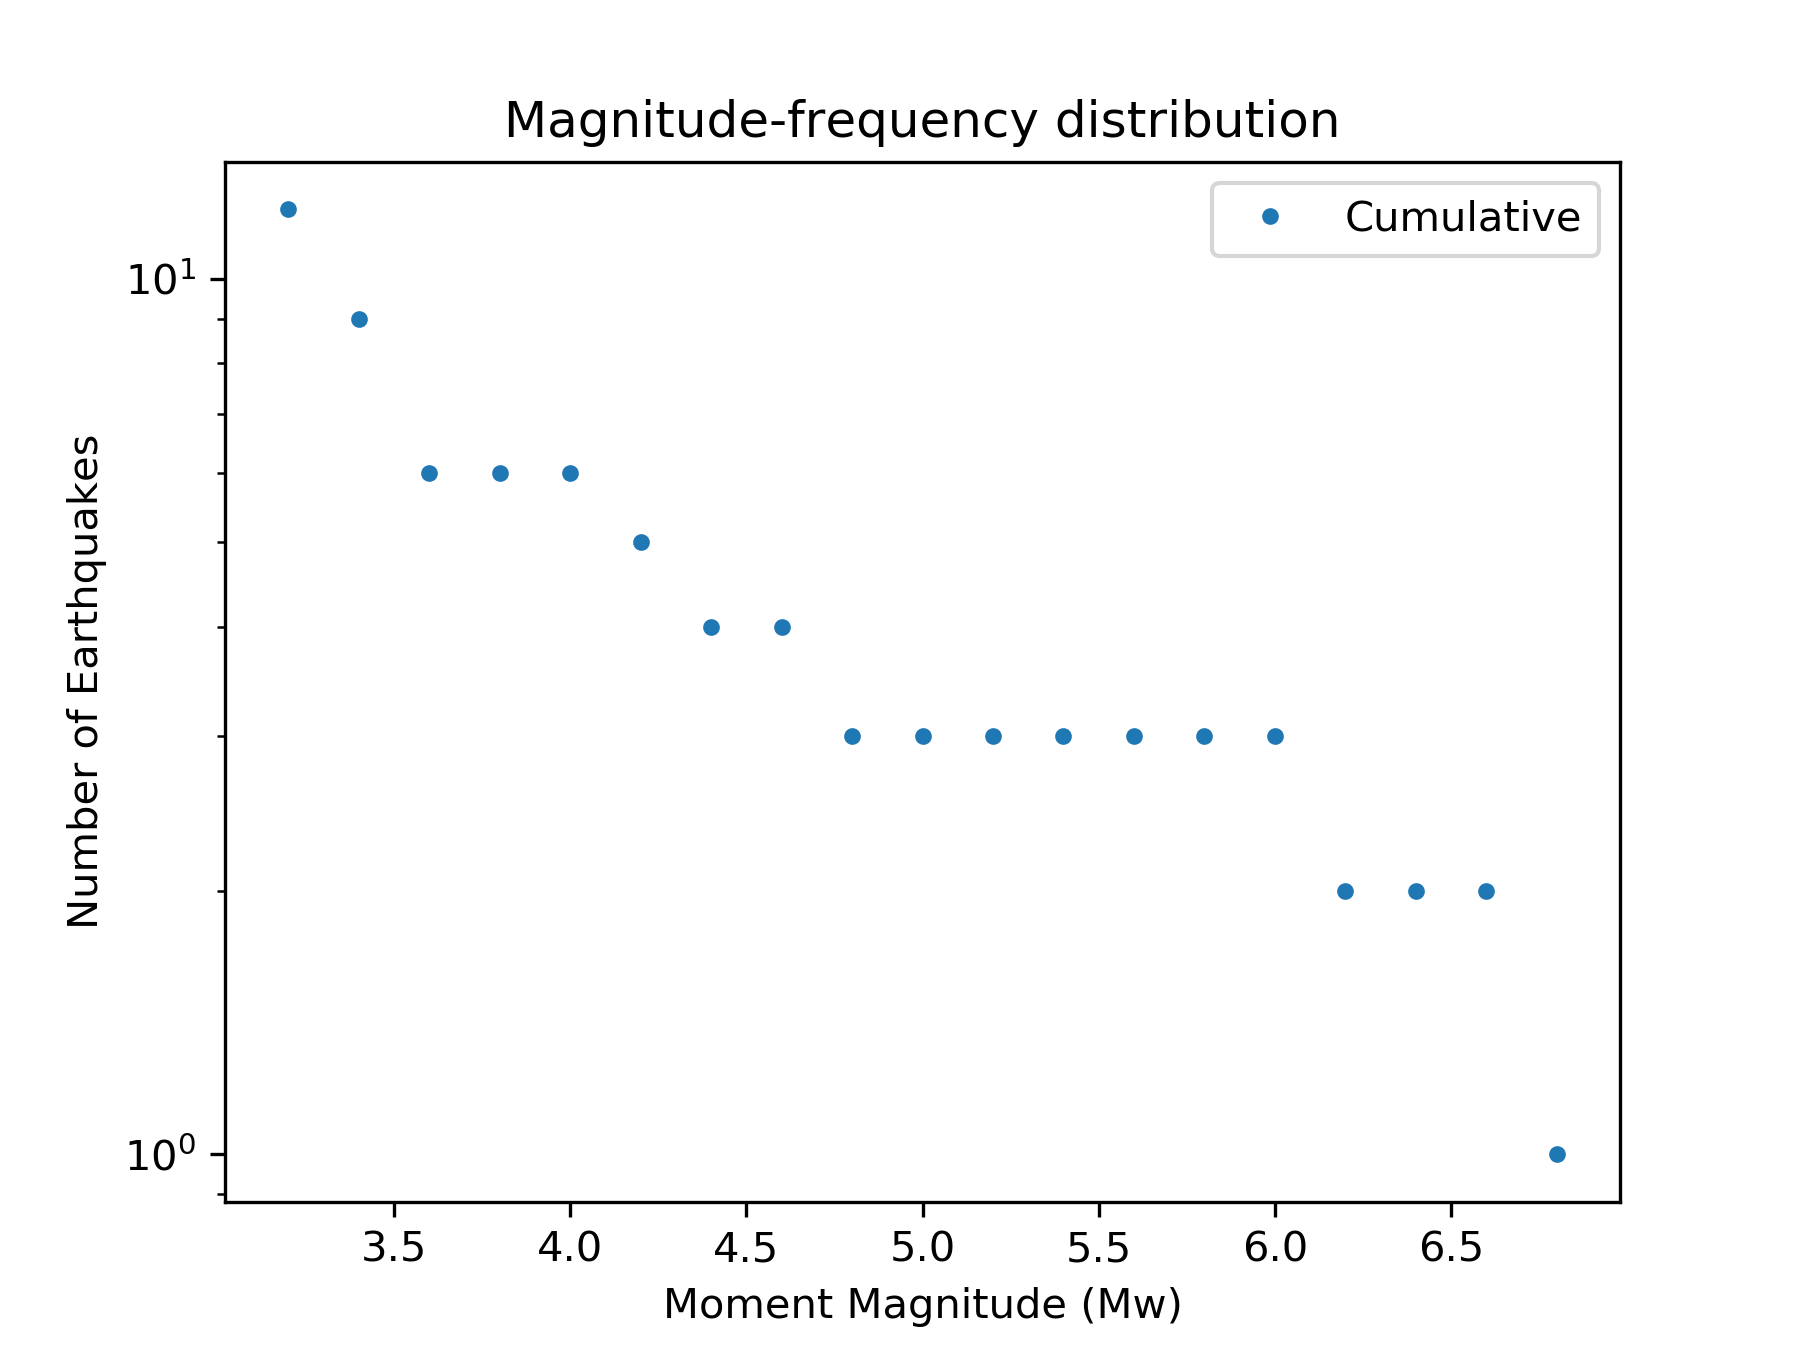 Magnitude-frequency distribution
Cumulative
10¹
10⁰
Number of Earthquakes
3.5 4.0 4.5 5.0 5.5 6.0 6.5
Moment Magnitude (Mw)